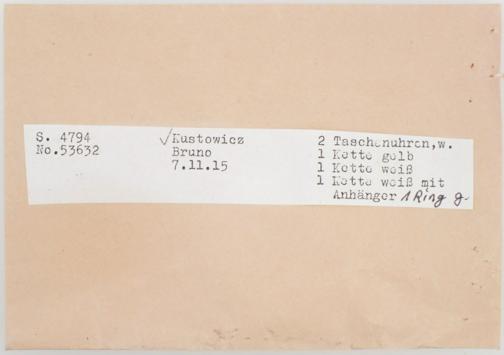 S. 4794
No.53632
✓Kustowicz
Bruno
7.11.15
2 Taschenuhren,w.
1 Kette gelb
1 Kette weiß
1 Kette weiß mit
Anhänger 1 Ring g.